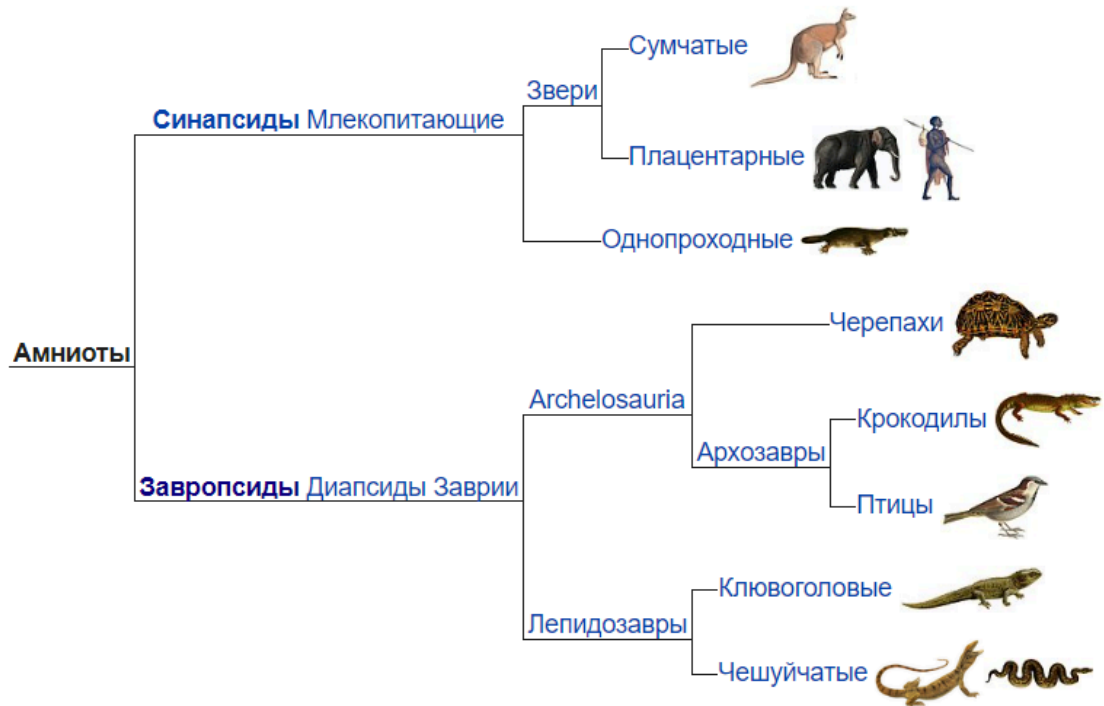 Сумчатые
Звери
Синапсиды Млекопитающие
Плацентарные
Однопроходные
Черепахи
Амниоты
Archelosauria
Крокодилы
Архозавры
Завропсиды Диапсиды Заврии
Птицы
Клювоголовые
Лепидозавры
Чешуйчатые